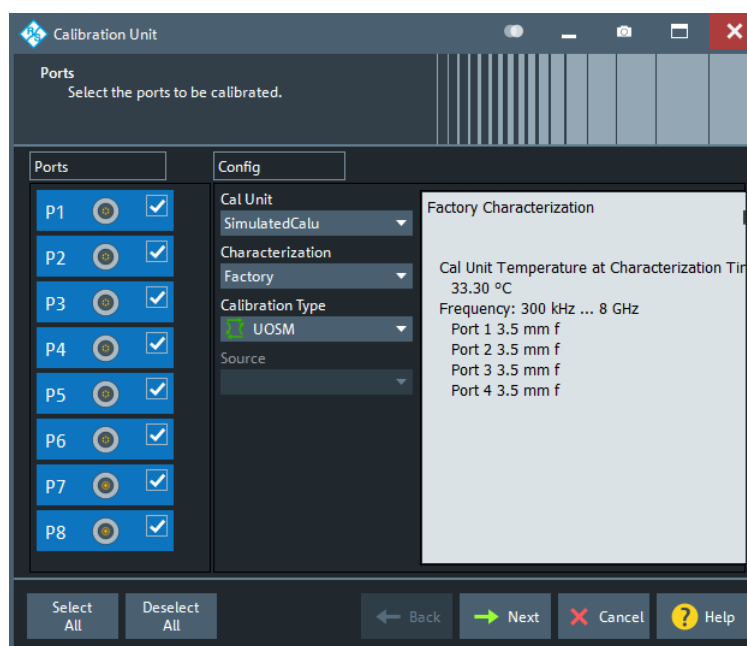 Calibration Unit
Ports
Select the ports to be calibrated.
Ports
Config
P1
P2
P3
P4
P5
P6
P7
P8
Cal Unit
SimulatedCalu
Characterization
Factory
Calibration Type
UOSM
Source
Factory Characterization
Cal Unit Temperature at Characterization Tir
33.30 ºC
Frequency: 300 kHz ... 8 GHz
Port 1 3.5 mm f
Port 2 3.5 mm f
Port 3 3.5 mm f
Port 4 3.5 mm f
Select
All
Deselect
All
Back
Next
Cancel
? Help